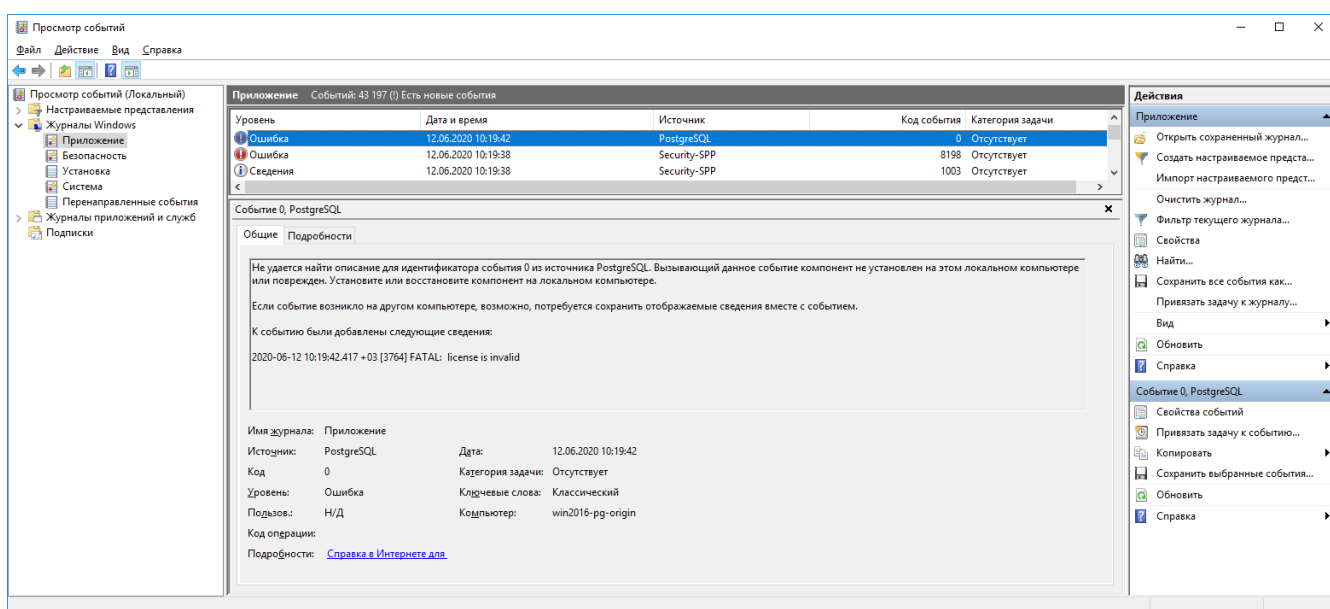 Просмотр событий
Файл Действие Вид Справка
Просмотр событий (Локальный)
Настраиваемые представления
Журналы Windows
Приложение
Безопасность
Установка
Система
Перенаправленные события
Журналы приложений и служб
Подписки
Приложение Событий: 43 197 (!) Есть новые события
Уровень Дата и время Источник Код события Категория задачи
Ошибка 12.06.2020 10:19:42 PostgreSQL 0 Отсутствует
Ошибка 12.06.2020 10:19:38 Security-SPP 8198 Отсутствует
Сведения 12.06.2020 10:19:38 Security-SPP 1003 Отсутствует
Событие 0, PostgreSQL
Общие Подробности
Не удается найти описание для идентификатора события 0 из источника PostgreSQL. Вызывающий данное событие компонент не установлен на этом локальном компьютере
или поврежден. Установите или восстановите компонент на локальном компьютере.
Если событие возникло на другом компьютере, возможно, потребуется сохранить отображаемые сведения вместе с событием.
К событию были добавлены следующие сведения:
2020-06-12 10:19:42.417 +03 [3764] FATAL: license is invalid
Имя журнала: Приложение
Источник: PostgreSQL Дата: 12.06.2020 10:19:42
Код 0 Категория задачи: Отсутствует
Уровень: Ошибка Ключевые слова: Классический
Пользов.: Н/Д Компьютер: win2016-pg-origin
Код операции:
Подробности: Справка в Интернете для
Действия
Приложение
Открыть сохраненный журнал...
Создать настраиваемое предста...
Импорт настраиваемого предст...
Очистить журнал...
Фильтр текущего журнала...
Свойства
Найти...
Сохранить все события как...
Привязать задачу к журналу...
Вид
Обновить
Справка
Событие 0, PostgreSQL
Свойства событий
Привязать задачу к событию...
Копировать
Сохранить выбранные события...
Обновить
Справка